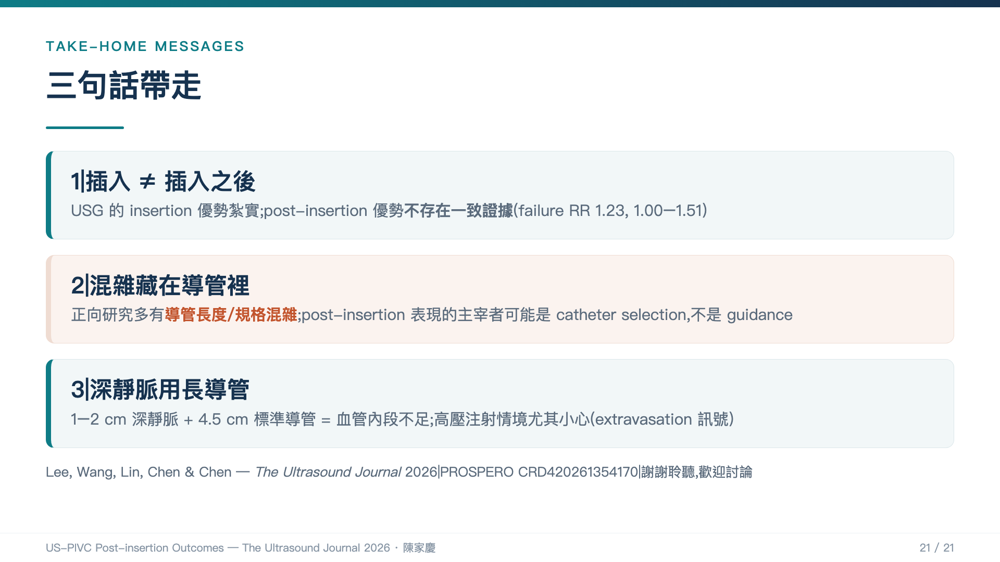 TAKE–HOME MESSAGES
三句話帶走
1|插入 ≠ 插入之後
USG 的 insertion 優勢紮實;post–insertion 優勢不存在一致證據(failure RR 1.23, 1.00–1.51)
2|混雜藏在導管裡
正向研究多有導管長度/規格混雜;post–insertion 表現的主宰者可能是 catheter selection,不是 guidance
3|深靜脈用長導管
1–2 cm 深靜脈 + 4.5 cm 標準導管 = 血管內段不足;高壓注射情境尤其小心(extravasation 訊號)
Lee, Wang, Lin, Chen & Chen — The Ultrasound Journal 2026|PROSPERO CRD420261354170|謝謝聆聽,歡迎討論
US–PIVC Post–insertion Outcomes — The Ultrasound Journal 2026 · 陳家慶
21 / 21